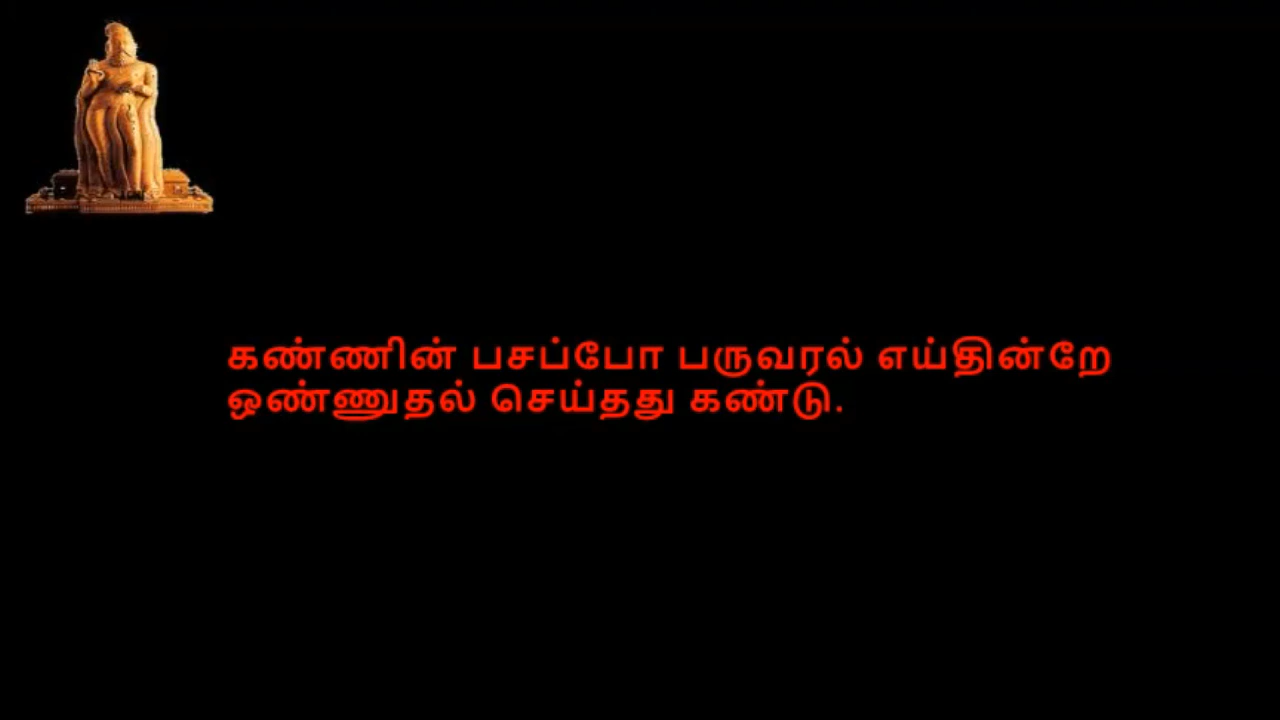 கண்ணின் பசப்போ பருவரல் எய்தின்றே
ஒண்ணுதல் செய்தது கண்டு.